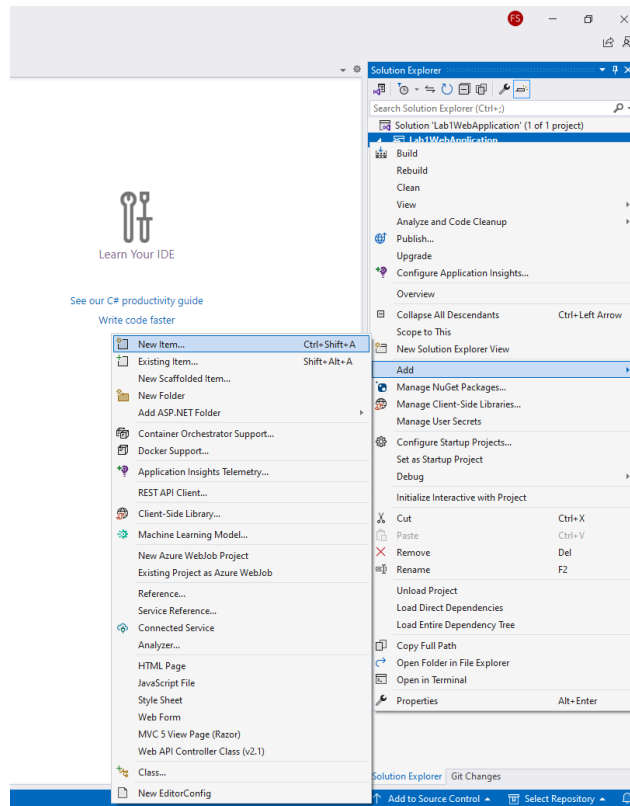 FS
Solution Explorer
Search Solution Explorer (Ctrl+;)
Solution 'Lab1WebApplication' (1 of 1 project)
Lab1WebApplication
Build
Rebuild
Clean
View
Analyze and Code Cleanup
Publish...
Upgrade
Configure Application Insights...
Overview
Collapse All Descendants Ctrl+Left Arrow
Scope to This
New Solution Explorer View
Add
Manage NuGet Packages...
Manage Client-Side Libraries...
Manage User Secrets
Configure Startup Projects...
Set as Startup Project
Debug
Initialize Interactive with Project
Cut Ctrl+X
Paste Ctrl+V
Remove Del
Rename F2
Unload Project
Load Direct Dependencies
Load Entire Dependency Tree
Copy Full Path
Open Folder in File Explorer
Open in Terminal
Properties Alt+Enter
Learn Your IDE
See our C# productivity guide
Write code faster
New Item... Ctrl+Shift+A
Existing Item... Shift+Alt+A
New Scaffolded Item...
New Folder
Add ASP.NET Folder
Container Orchestrator Support...
Docker Support...
Application Insights Telemetry...
REST API Client...
Client-Side Library...
Machine Learning Model...
New Azure WebJob Project
Existing Project as Azure WebJob
Reference...
Service Reference...
Connected Service
Analyzer...
HTML Page
JavaScript File
Style Sheet
Web Form
MVC 5 View Page (Razor)
Web API Controller Class (v2.1)
Class...
New EditorConfig
Solution Explorer Git Changes
Add to Source Control Select Repository